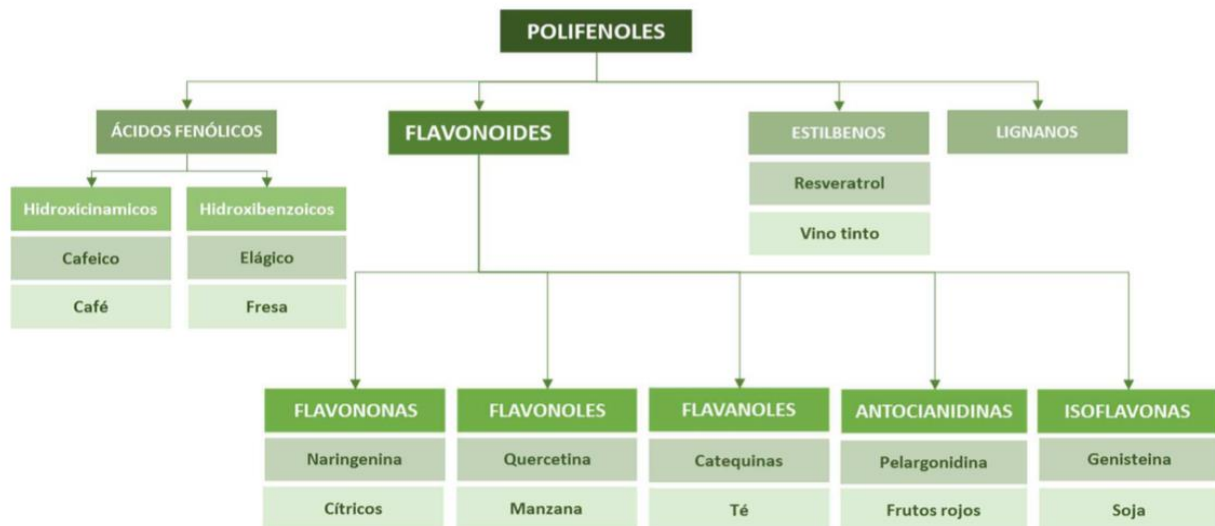 POLIFENOLES
ÁCIDOS FENÓLICOS
FLAVONOIDES
ESTILBENOS
LIGNANOS
Resveratrol
Vino tinto
Hidroxicinamicos
Hidroxibenzoicos
Cafeico
Elágico
Café
Fresa
FLAVONONAS
FLAVONOLES
FLAVANOLES
ANTOCIANIDINAS
ISOFLAVONAS
Naringenina
Quercetina
Catequinas
Pelargonidina
Genisteina
Cítricos
Manzana
Té
Frutos rojos
Soja